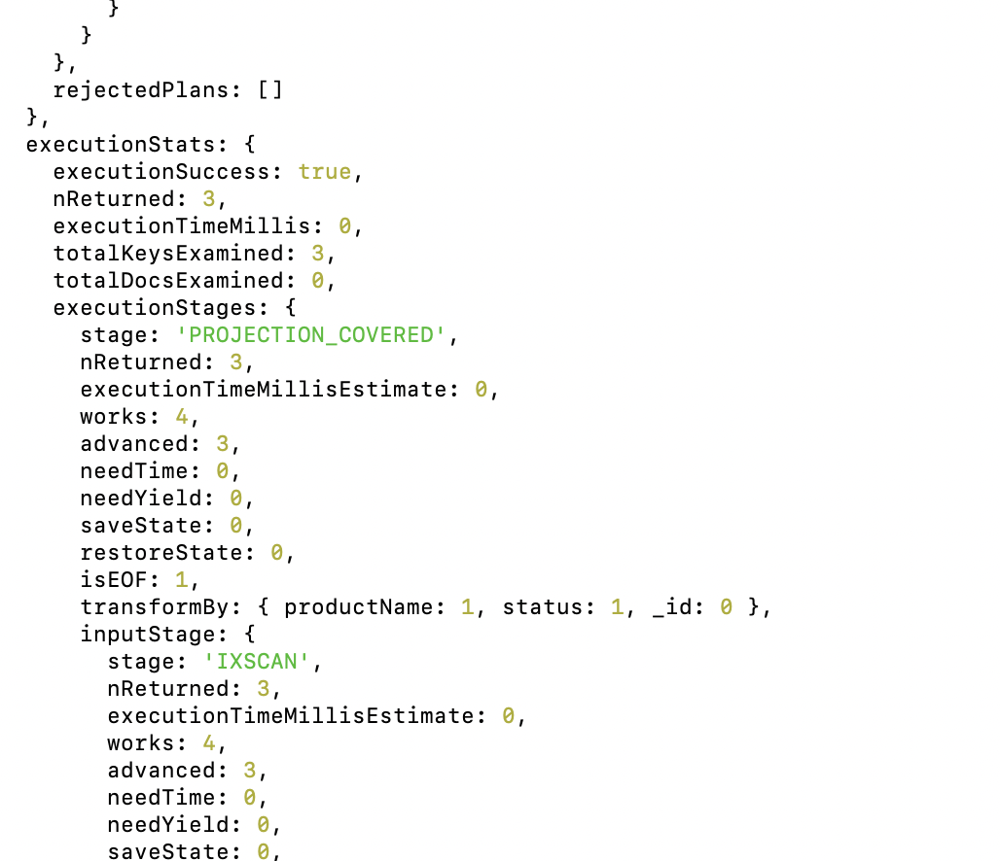 }
}
},
rejectedPlans: []
},
executionStats: {
executionSuccess: true,
nReturned: 3,
executionTimeMillis: 0,
totalKeysExamined: 3,
totalDocsExamined: 0,
executionStages: {
stage: 'PROJECTION_COVERED',
nReturned: 3,
executionTimeMillisEstimate: 0,
works: 4,
advanced: 3,
needTime: 0,
needYield: 0,
saveState: 0,
restoreState: 0,
isEOF: 1,
transformBy: { productName: 1, status: 1, _id: 0 },
inputStage: {
stage: 'IXSCAN',
nReturned: 3,
executionTimeMillisEstimate: 0,
works: 4,
advanced: 3,
needTime: 0,
needYield: 0,
saveState: 0,